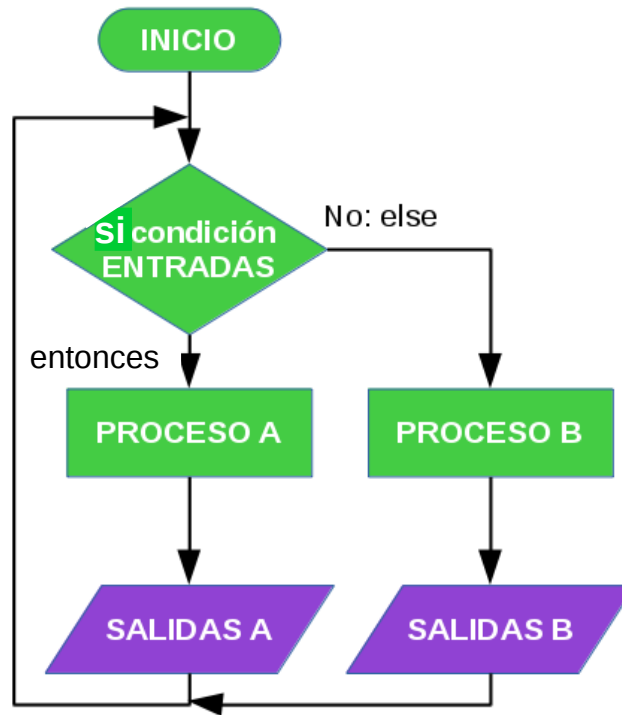 INICIO
No: else
si condición
ENTRADAS
entonces
PROCESO A
PROCESO B
SALIDAS A
SALIDAS B